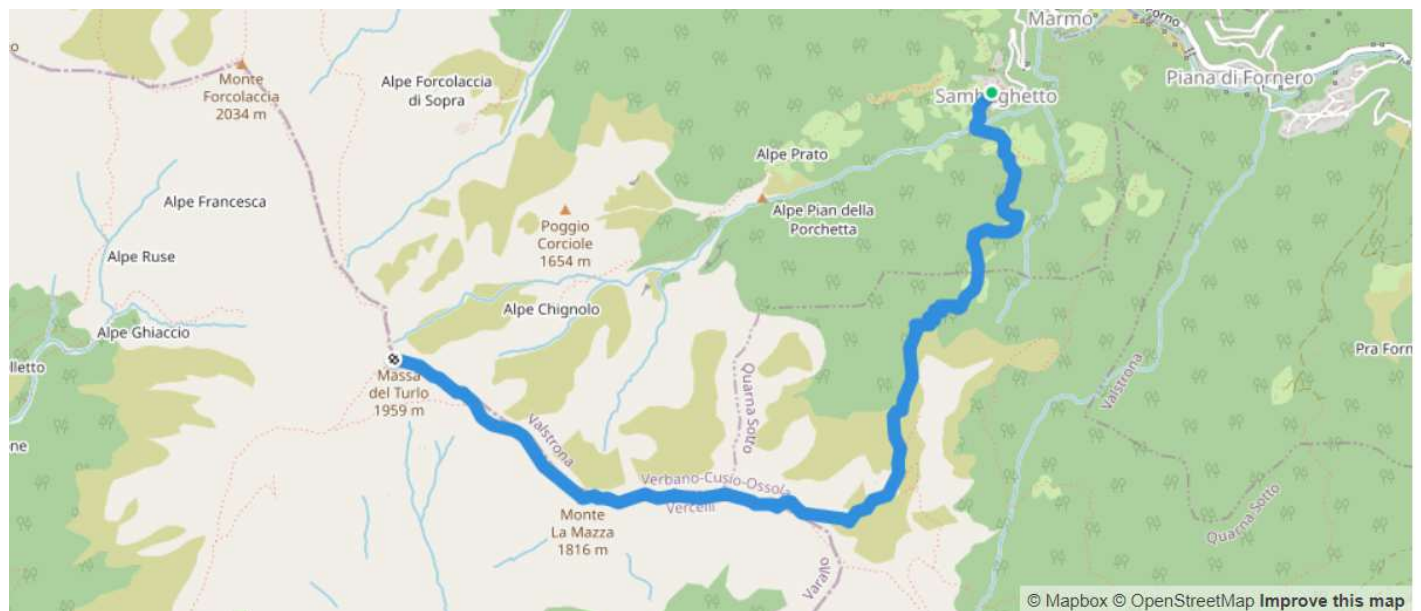 Marmo
Forno
Piana di Fornero
Sambughetto
Monte
Forcolaccia
2034 m
Alpe Forcolaccia
di Sopra
Alpe Prato
Alpe Francesca
Alpe Pian della
Porchetta
Poggio
Corciole
1654 m
Alpe Ruse
Alpe Chignolo
Alpe Ghiaccio
lletto
Pra Forn
Massa
del Turlo
1959 m
Quarna Sotto
Valstrona
Valstrona
ne
Verbano-Cusio-Ossola
Vercelli
Quarna Sotto
Monte
La Mazza
1816 m
Varallo
© Mapbox © OpenStreetMap Improve this map